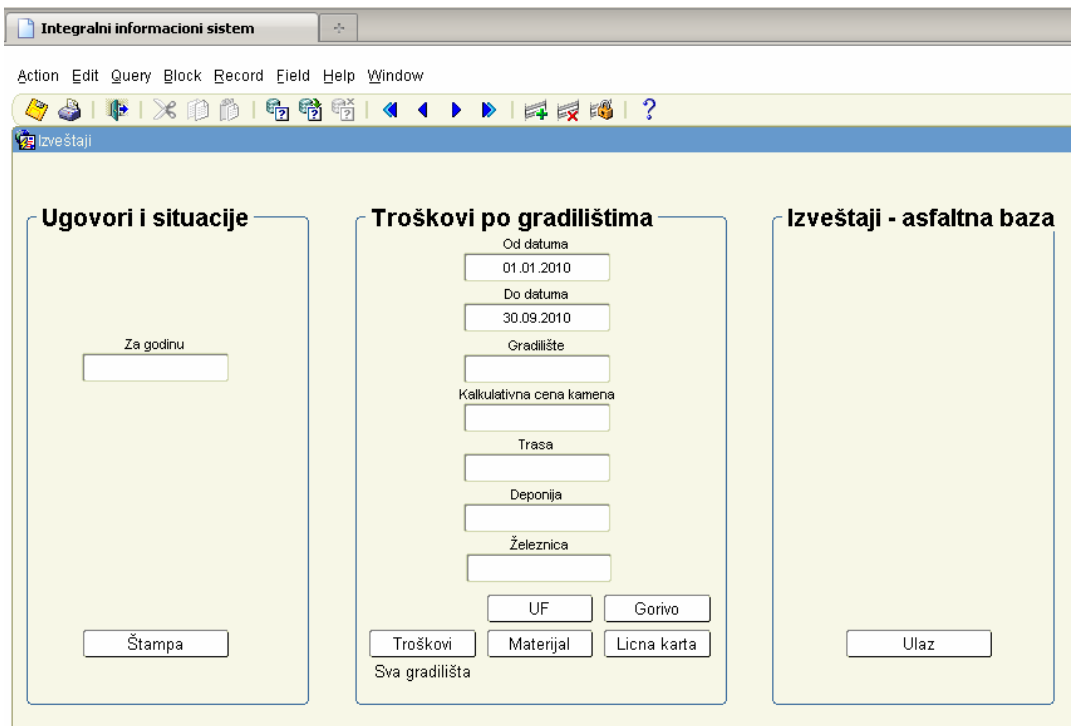 Integralni informacioni sistem
Action Edit Query Block Record Field Help Window
Izveštaji
Ugovori i situacije
Za godinu
Štampa
Troškovi po gradilištima
Od datuma
01.01.2010
Do datuma
30.09.2010
Gradilište
Kalkulativna cena kamena
Trasa
Deponija
Železnica
UF Gorivo
Troškovi Materijal Licna karta
Sva gradilišta
Izveštaji - asfaltna baza
Ulaz